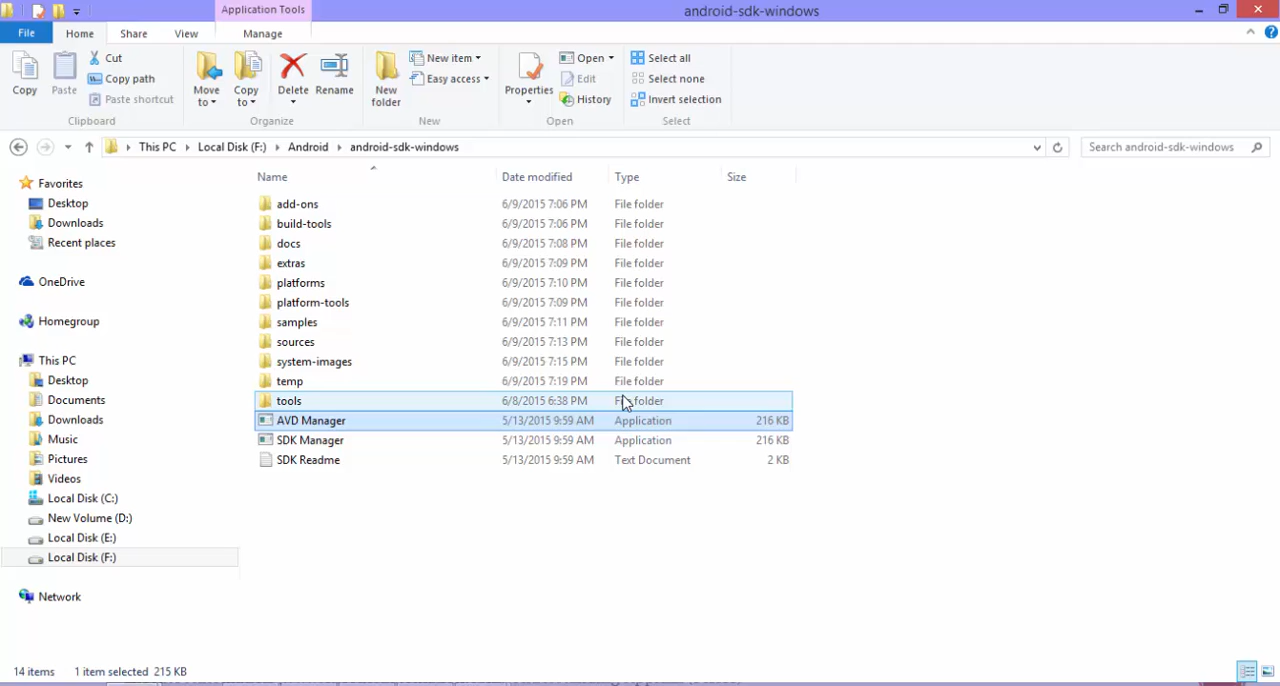 Application Tools
android-sdk-windows
File
Home
Share
View
Manage
Copy
Paste
Cut
Copy path
Paste shortcut
Clipboard
Move to
Copy to
Delete
Rename
Organize
New folder
New item
Easy access
New
Properties
Open
Edit
History
Open
Select all
Select none
Invert selection
Select
This PC
Local Disk (F:)
Android
android-sdk-windows
Search android-sdk-windows
Favorites
Desktop
Downloads
Recent places
OneDrive
Homegroup
This PC
Desktop
Documents
Downloads
Music
Pictures
Videos
Local Disk (C:)
New Volume (D:)
Local Disk (E:)
Local Disk (F:)
Network
Name Date modified Type Size
add-ons 6/9/2015 7:06 PM File folder
build-tools 6/9/2015 7:06 PM File folder
docs 6/9/2015 7:08 PM File folder
extras 6/9/2015 7:09 PM File folder
platforms 6/9/2015 7:10 PM File folder
platform-tools 6/9/2015 7:09 PM File folder
samples 6/9/2015 7:11 PM File folder
sources 6/9/2015 7:13 PM File folder
system-images 6/9/2015 7:15 PM File folder
temp 6/9/2015 7:19 PM File folder
tools 6/8/2015 6:38 PM File folder
AVD Manager 5/13/2015 9:59 AM Application 216 KB
SDK Manager 5/13/2015 9:59 AM Application 216 KB
SDK Readme 5/13/2015 9:59 AM Text Document 2 KB
14 items 1 item selected 215 KB